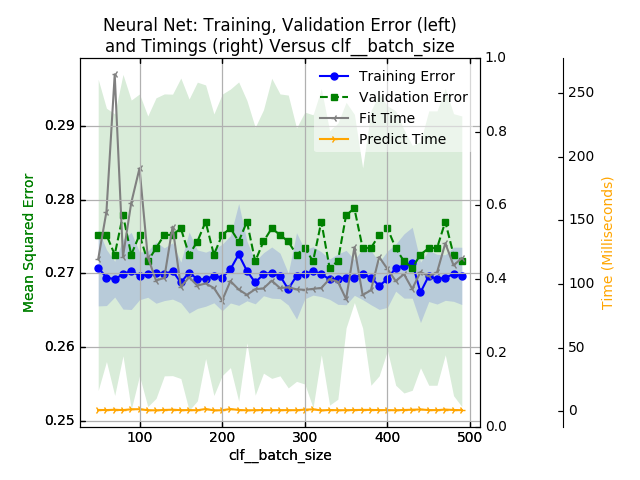 Neural Net: Training, Validation Error (left)
and Timings (right) Versus clf__batch_size
Training Error
Validation Error
Fit Time
Predict Time
Mean Squared Error
0.29
0.28
0.27
0.26
0.25
100
200
300
400
500
clf__batch_size
1.0
0.8
0.6
0.4
0.2
0.0
250
200
150
100
50
0
Time (Milliseconds)